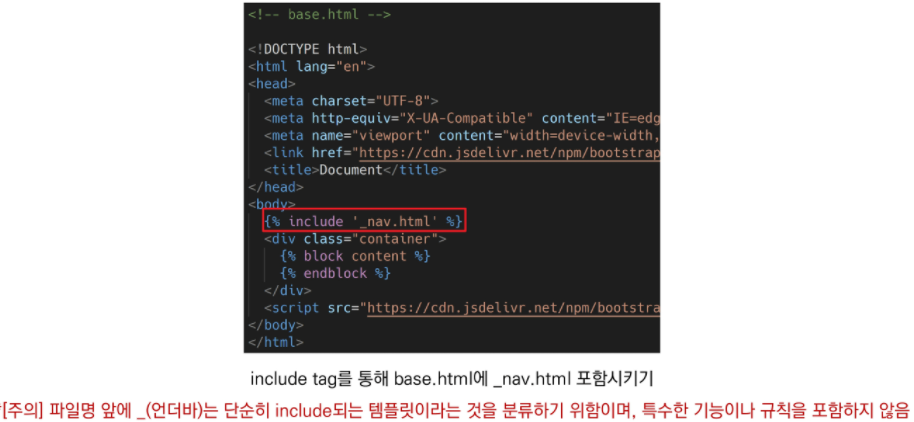 <!-- base.html -->
<!DOCTYPE html>
<html lang="en">
<head>
<meta charset="UTF-8">
<meta http-equiv="X-UA-Compatible" content="IE=edg
<meta name="viewport" content="width=device-width,
<link href="https://cdn.jsdelivr.net/npm/bootstrap
<title>Document</title>
</head>
<body>
{% include '_nav.html' %}
<div class="container">
{% block content %}
{% endblock %}
</div>
<script src="https://cdn.jsdelivr.net/npm/bootstra
</body>
</html>
include tag를 통해 base.html에 _nav.html 포함시키기
[주의] 파일명 앞에 _(언더바)는 단순히 include되는 템플릿이라는 것을 분류하기 위함이며, 특수한 기능이나 규칙을 포함하지 않음